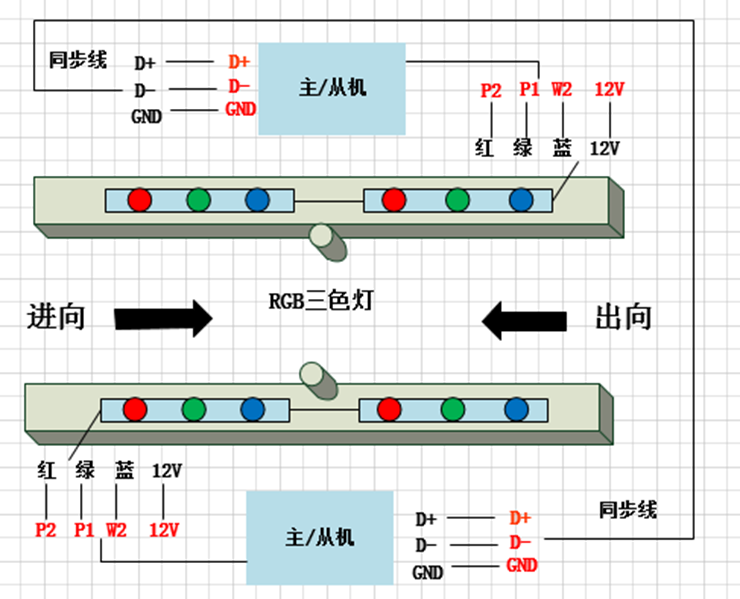 同步线
D+ D+
D- D-
GND GND
主/从机
P2 P1 W2 12V
红 绿 蓝 12V
进向
RGB三色灯
出向
红 绿 蓝 12V
P2 P1 W2 12V
主/从机
D+ D+
D- D-
GND GND
同步线